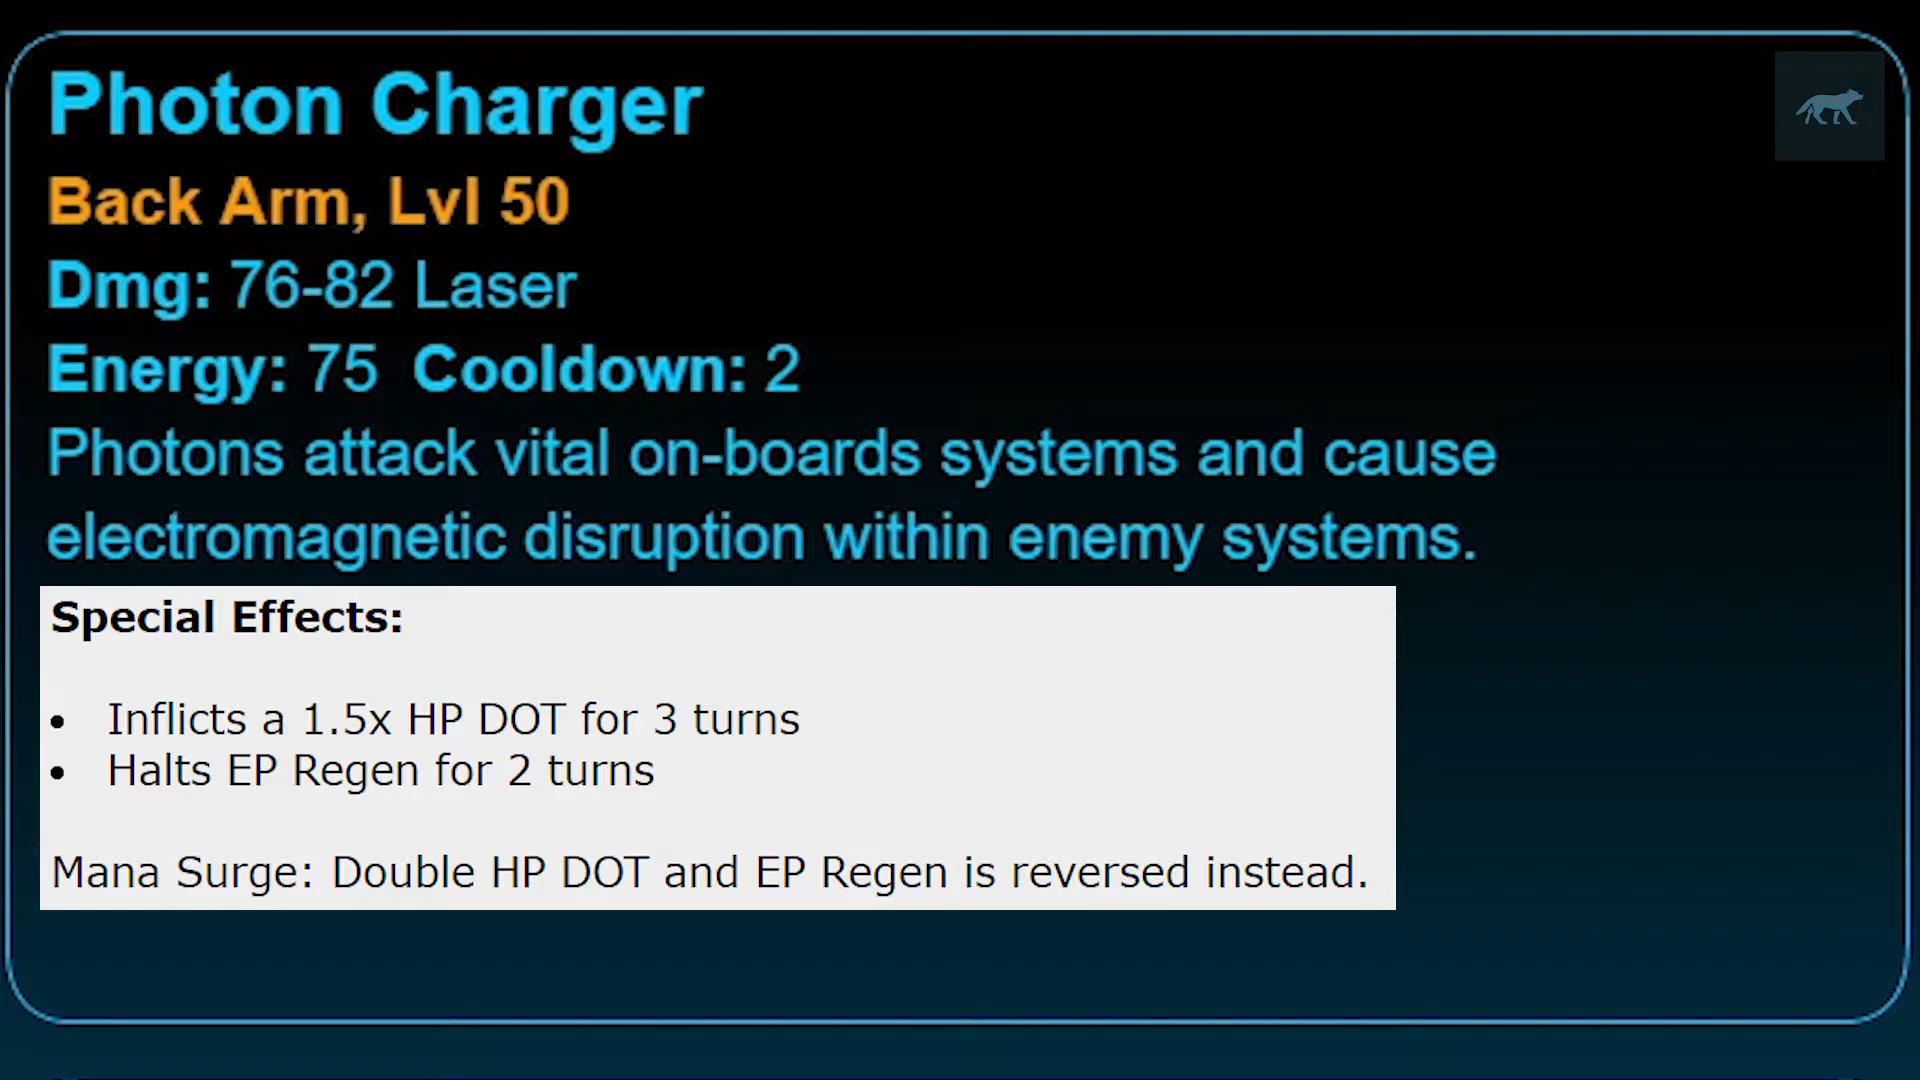 Photon Charger
Back Arm, Lvl 50
Dmg: 76-82 Laser
Energy: 75 Cooldown: 2
Photons attack vital on-boards systems and cause
electromagnetic disruption within enemy systems.
Special Effects:
• Inflicts a 1.5x HP DOT for 3 turns
• Halts EP Regen for 2 turns
Mana Surge: Double HP DOT and EP Regen is reversed instead.